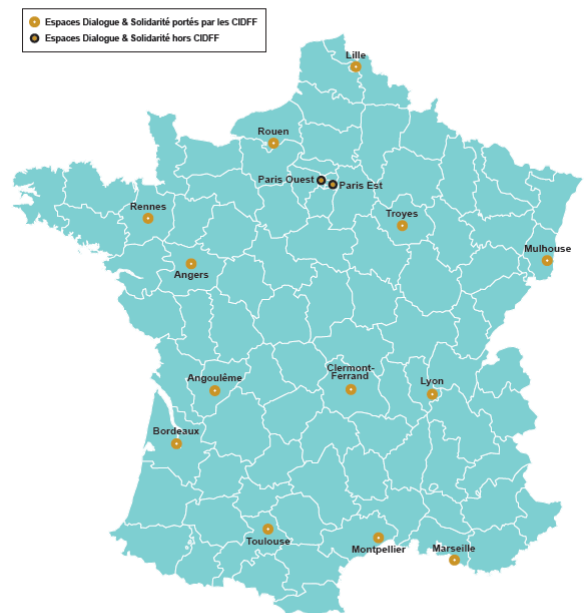 Espaces Dialogue & Solidarité portés par les CIDFF
Espaces Dialogue & Solidarité hors CIDFF
Lille
Rouen
Paris Ouest
Paris Est
Rennes
Troyes
Mulhouse
Angers
Clermont-
Ferrand
Angoulême
Lyon
Bordeaux
Toulouse
Montpellier
Marseille